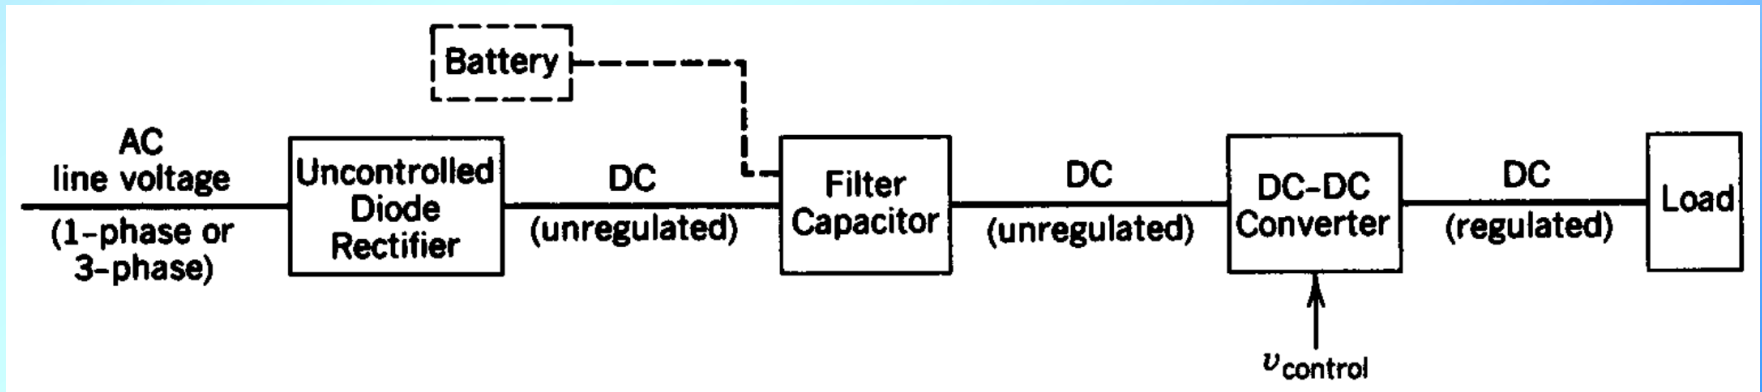 Battery
AC
line voltage
(1-phase or
3-phase)
Uncontrolled
Diode
Rectifier
DC
(unregulated)
Filter
Capacitor
DC
(unregulated)
DC-DC
Converter
DC
(regulated)
Load
υcontrol